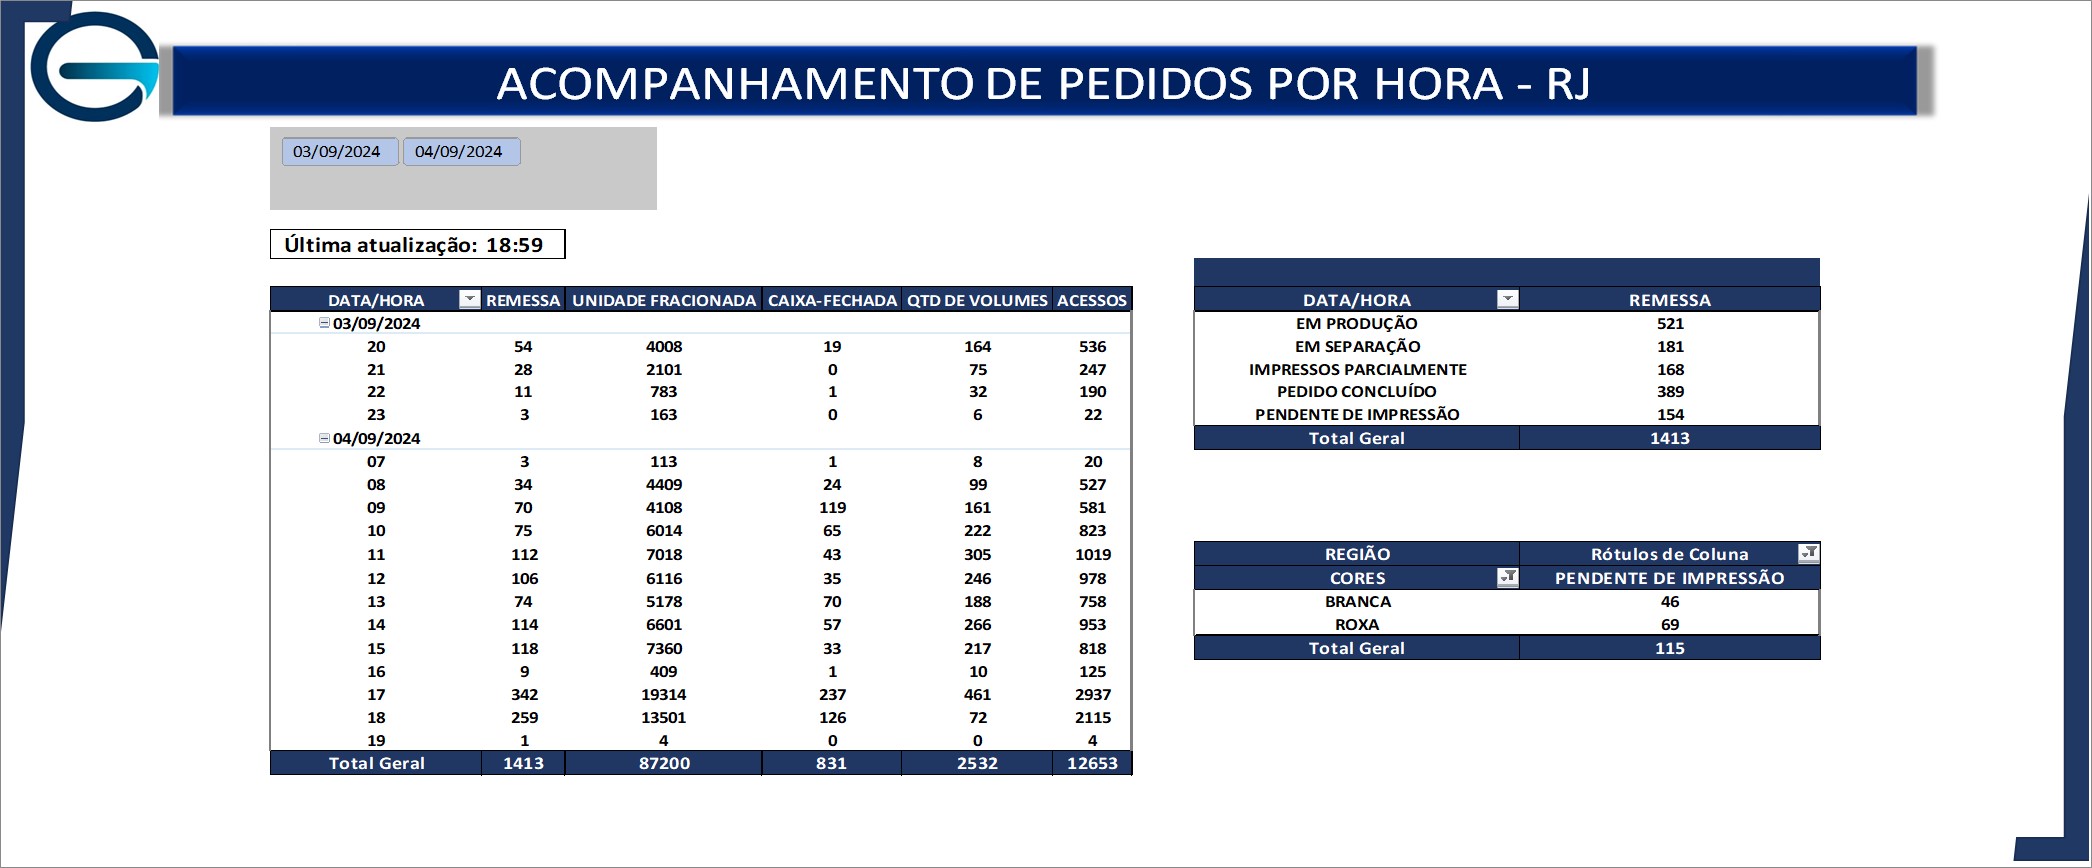 ACOMPANHAMENTO DE PEDIDOS POR HORA - RJ
03/09/2024 04/09/2024
Última atualização: 18:59
DATA/HORA REMESSA UNIDADE FRACIONADA CAIXA-FECHADA QTD DE VOLUMES ACESSOS
03/09/2024
20 54 4008 19 164 536
21 28 2101 0 75 247
22 11 783 1 32 190
23 3 163 0 6 22
04/09/2024
07 3 113 1 8 20
08 34 4409 24 99 527
09 70 4108 119 161 581
10 75 6014 65 222 823
11 112 7018 43 305 1019
12 106 6116 35 246 978
13 74 5178 70 188 758
14 114 6601 57 266 953
15 118 7360 33 217 818
16 9 409 1 10 125
17 342 19314 237 461 2937
18 259 13501 126 72 2115
19 1 4 0 0 4
Total Geral 1413 87200 831 2532 12653
DATA/HORA REMESSA
EM PRODUÇÃO 521
EM SEPARAÇÃO 181
IMPRESSOS PARCIALMENTE 168
PEDIDO CONCLUÍDO 389
PENDENTE DE IMPRESSÃO 154
Total Geral 1413
REGIÃO Rótulos de Coluna
CORES PENDENTE DE IMPRESSÃO
BRANCA 46
ROXA 69
Total Geral 115